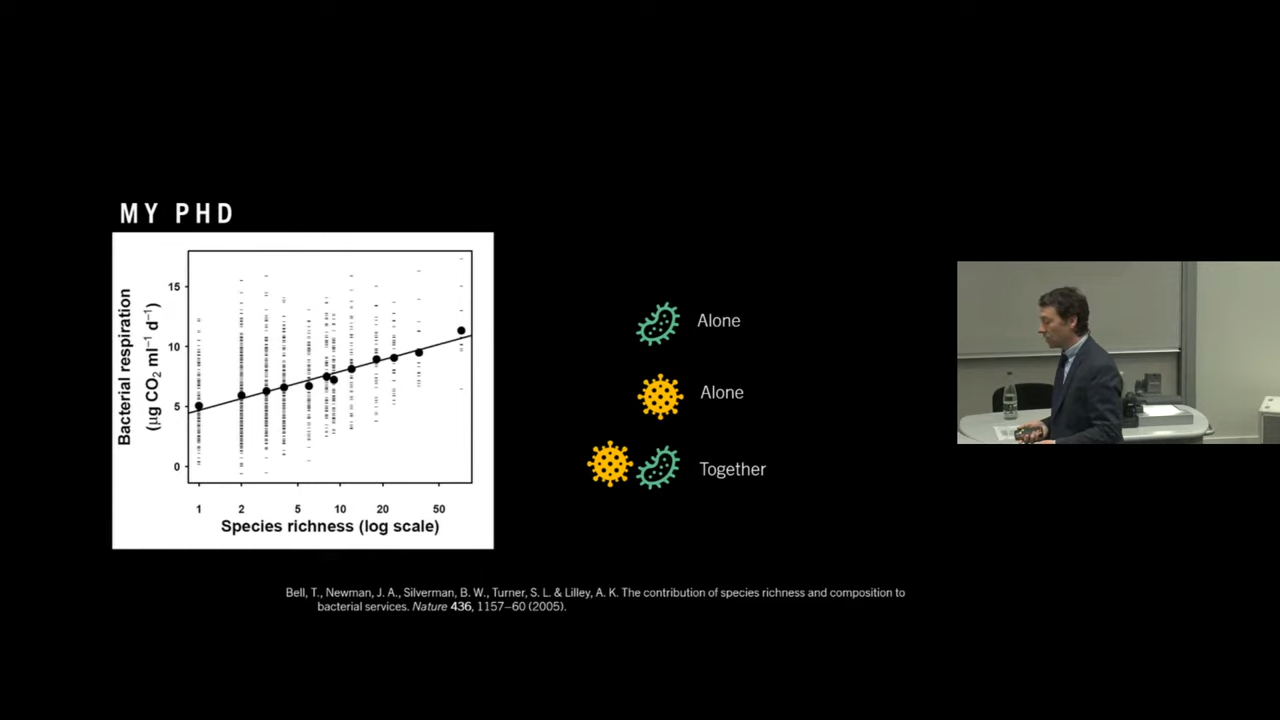 MY PHD
Bacterial respiration
(µg CO2 ml−1 d−1)
15
10
5
0
1 2 5 10 20 50
Species richness (log scale)
Alone
Alone
Together
Bell, T., Newman, J. A., Silverman, B. W., Turner, S. L. & Lilley, A. K. The contribution of species richness and composition to
bacterial services. Nature 436, 1157–60 (2005).